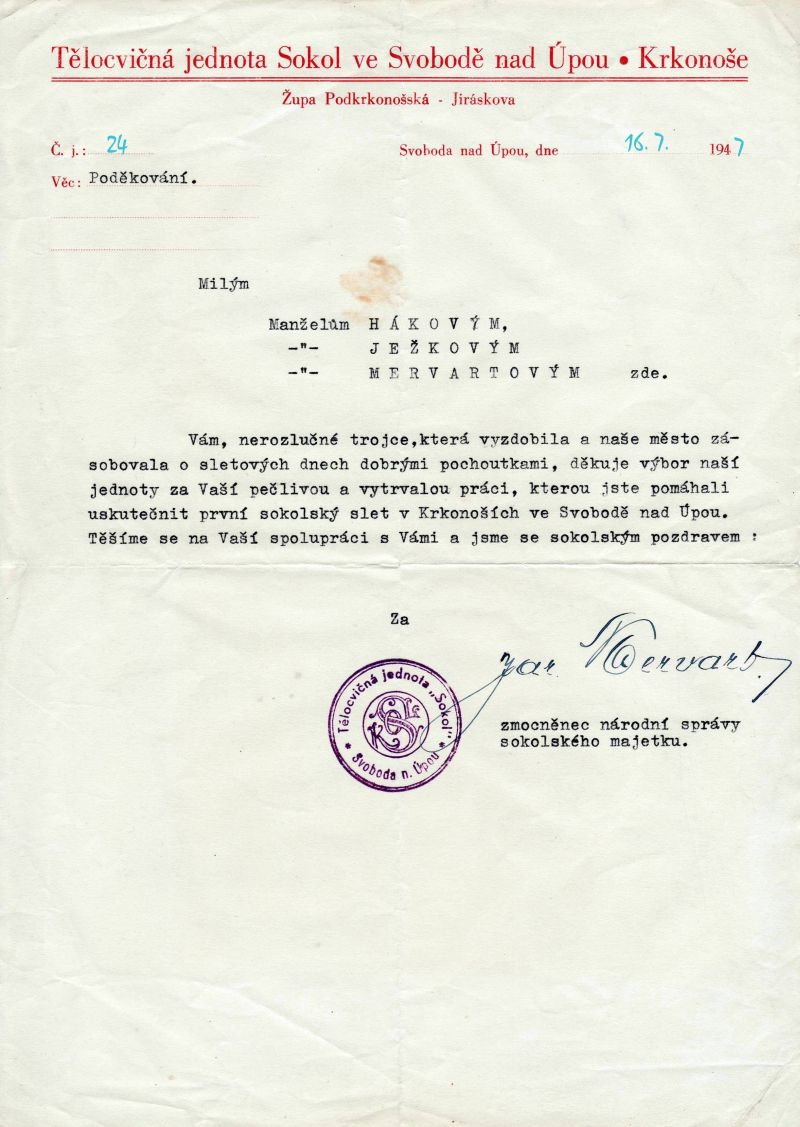 Tělocvičná jednota Sokol ve Svobodě nad Úpou • Krkonoše
Župa Podkrkonošská - Jiráskova
Č. j.: 24
Svoboda nad Úpou, dne 16. 7. 1947
Věc: Poděkování.
Milým
Manželům H Á K O V Ý M,
-"- J E Ž K O V Ý M
-"- M E R V A R T O V Ý M zde.
Vám, nerozlučné trojce,která vyzdobila a naše město zá-
sobovala o sletových dnech dobrými pochoutkami, děkuje výbor naší
jednoty za Vaší pečlivou a vytrvalou práci, kterou jste pomáhali
uskutečnit první sokolský slet v Krkonoších ve Svobodě nad Úpou.
Těšíme se na Vaší spolupráci s Vámi a jsme se sokolským pozdravem :
Za
Jar. Mervart.
Tělocvičná jednota „Sokol"
* Svoboda n. Úpou *
zmocněnec národní správy
sokolského majetku.